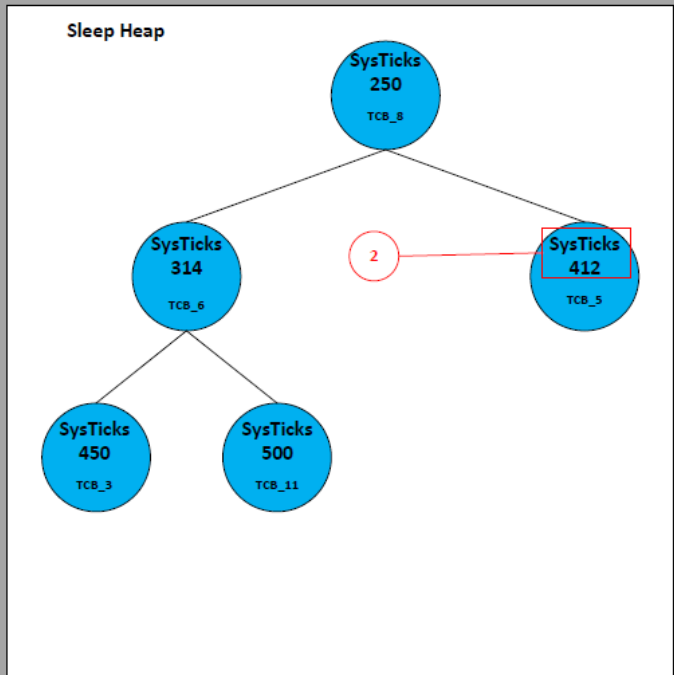 Sleep Heap
SysTicks
250
TCB_8
SysTicks
314
TCB_6
2
SysTicks
412
TCB_5
SysTicks
450
TCB_3
SysTicks
500
TCB_11